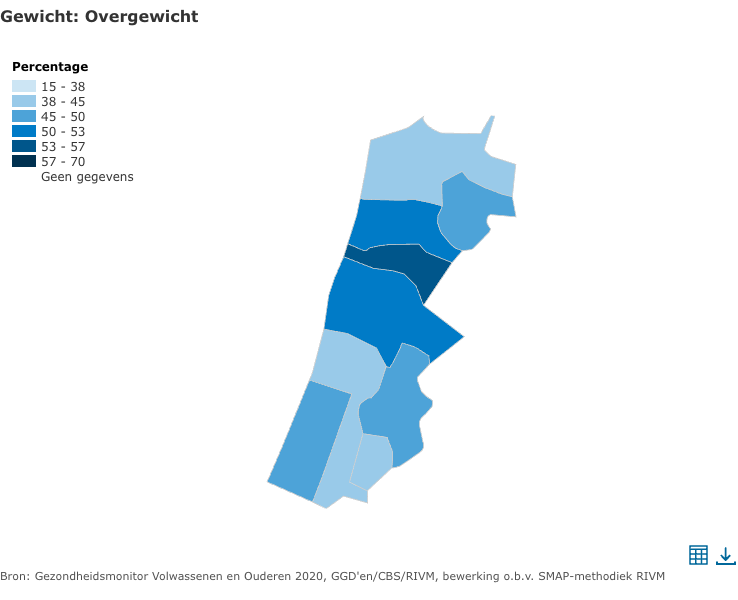 Gewicht: Overgewicht
Percentage
15 - 38
38 - 45
45 - 50
50 - 53
53 - 57
57 - 70
Geen gegevens
Bron: Gezondheidsmonitor Volwassenen en Ouderen 2020, GGD'en/CBS/RIVM, bewerking o.b.v. SMAP-methodiek RIVM